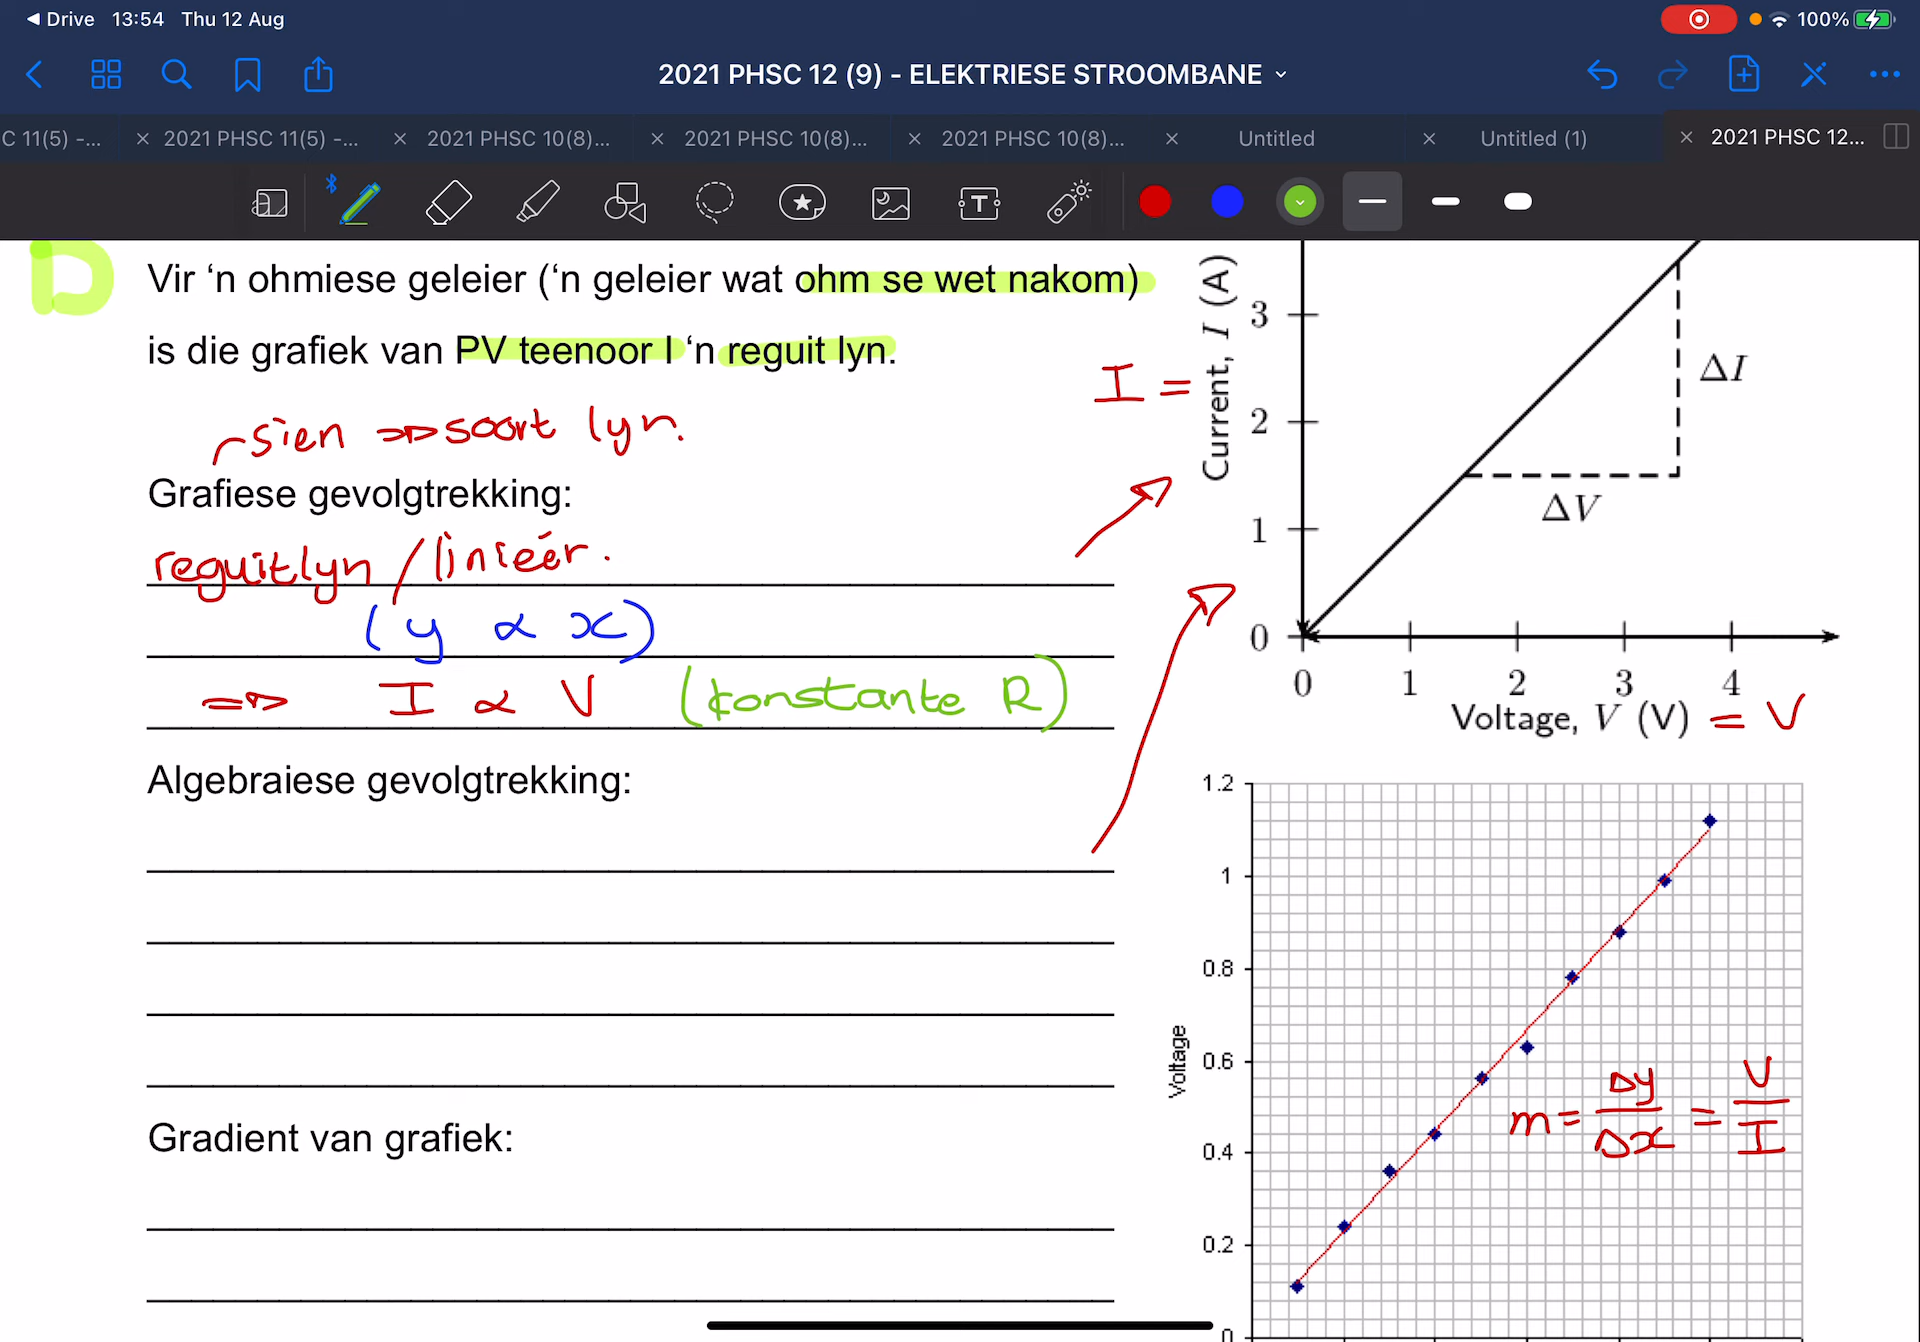 Drive 13:54 Thu 12 Aug
100%
2021 PHSC 12 (9) - ELEKTRIESE STROOMBANE
C 11(5) -...
2021 PHSC 11(5) -...
2021 PHSC 10(8)...
2021 PHSC 10(8)...
2021 PHSC 10(8)...
Untitled
Untitled (1)
2021 PHSC 12...
T
D
Vir ‘n ohmiese geleier (‘n geleier wat ohm se wet nakom)
is die grafiek van PV teenoor I ‘n reguit lyn.
sien ⇒ soort lyn.
Grafiese gevolgtrekking:
reguitlyn / liniêr.
(y ∝ x)
⇒ I ∝ V (konstante R)
Algebraiese gevolgtrekking:
Gradient van grafiek:
I =
Current, I (A)
3
2
1
0
ΔI
ΔV
0 1 2 3 4
Voltage, V (V) = V
1.2
1
0.8
0.6
0.4
0.2
0
Voltage
m = Δy/Δx = V/I